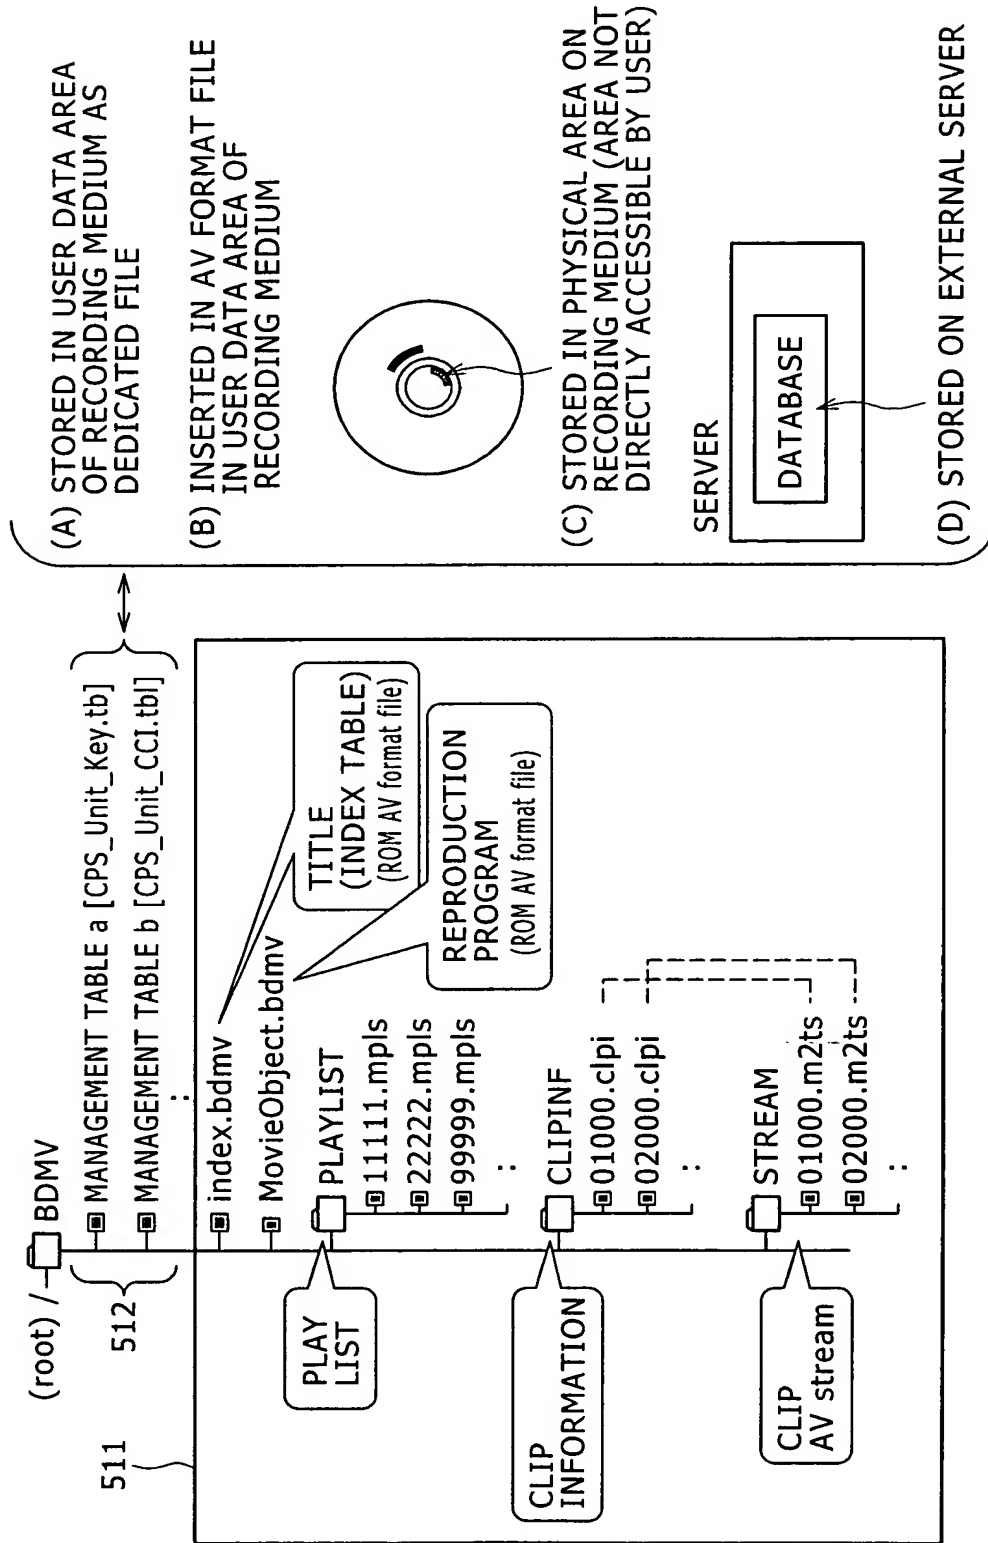 (root) / BDMV
511
512
MANAGEMENT TABLE a [CPS_Unit_Key.tb]
MANAGEMENT TABLE b [CPS_Unit_CCI.tbl]
:
index.bdmv
MovieObject.bdmv
TITLE
(INDEX TABLE)
(ROM AV format file)
REPRODUCTION
PROGRAM
(ROM AV format file)
PLAY
LIST
PLAYLIST
11111.mpls
22222.mpls
99999.mpls
:
CLIP
INFORMATION
CLIPINF
01000.clpi
02000.clpi
:
CLIP
AV stream
STREAM
01000.m2ts
02000.m2ts
:
(A) STORED IN USER DATA AREA
OF RECORDING MEDIUM AS
DEDICATED FILE
(B) INSERTED IN AV FORMAT FILE
IN USER DATA AREA OF
RECORDING MEDIUM
(C) STORED IN PHYSICAL AREA ON
RECORDING MEDIUM (AREA NOT
DIRECTLY ACCESSIBLE BY USER)
SERVER
DATABASE
(D) STORED ON EXTERNAL SERVER